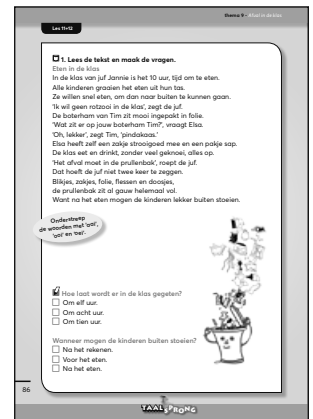 thema 9 - Afval in de klas
Les 11+12
1. Lees de tekst en maak de vragen.
Eten in de klas
In de klas van juf Jannie is het 10 uur, tijd om te eten.
Alle kinderen graaien het eten uit hun tas.
Ze willen snel eten, om dan naar buiten te kunnen gaan.
'Ik wil geen rotzooi in de klas', zegt de juf.
De boterham van Tim zit mooi ingepakt in folie.
'Wat zit er op jouw boterham Tim?', vraagt Elsa.
'Oh, lekker', zegt Tim, 'pindakaas.'
Elsa heeft zelf een zakje strooigoed mee en een pakje sap.
De klas eet en drinkt, zonder veel geknoei, alles op.
'Het afval moet in de prullenbak', roept de juf.
Dat hoeft de juf niet twee keer te zeggen.
Blikjes, zakjes, folie, flessen en doosjes,
de prullenbak zit al gauw helemaal vol.
Want na het eten mogen de kinderen lekker buiten stoeien.
Onderstreep
de woorden met 'aai',
'ooi' en 'oei'.
Hoe laat wordt er in de klas gegeten?
Om elf uur.
Om acht uur.
Om tien uur.
Wanneer mogen de kinderen buiten stoeien?
Na het rekenen.
Voor het eten.
Na het eten.
86
TAALSPRONG